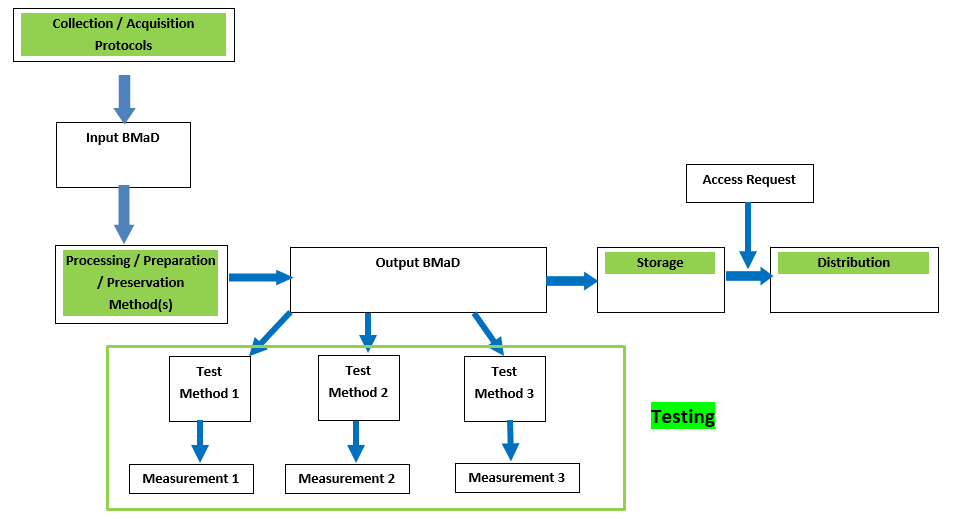 Collection / Acquisition
Protocols
Input BMaD
Access Request
Processing / Preparation
/ Preservation
Method(s)
Output BMaD
Storage
Distribution
Test
Method 1
Test
Method 2
Test
Method 3
Testing
Measurement 1
Measurement 2
Measurement 3